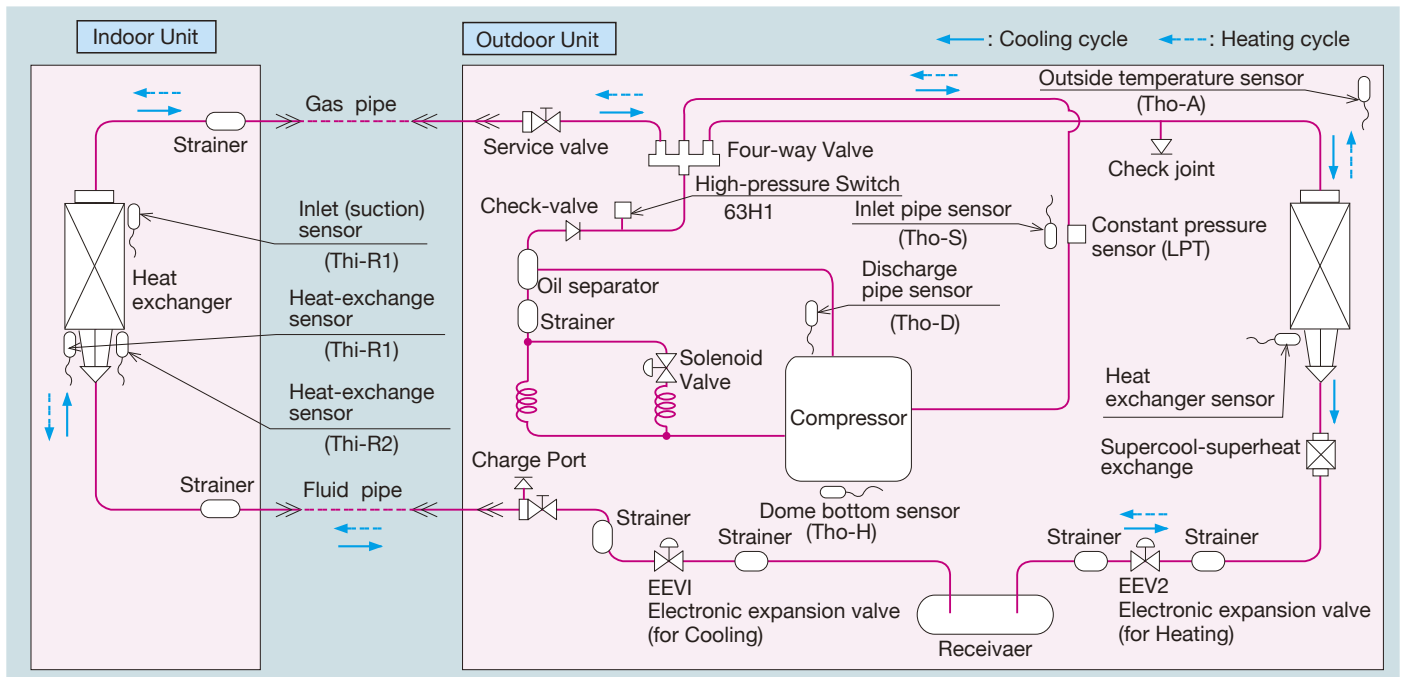 Indoor Unit
Outdoor Unit
: Cooling cycle
: Heating cycle
Outside temperature sensor
(Tho-A)
Gas pipe
Strainer
Service valve
Four-way Valve
Check joint
High-pressure Switch
63H1
Check-valve
Inlet (suction)
sensor
(Thi-R1)
Inlet pipe sensor
(Tho-S)
Constant pressure
sensor (LPT)
Heat
exchanger
Oil separator
Discharge
pipe sensor
(Tho-D)
Heat-exchange
sensor
(Thi-R1)
Strainer
Solenoid
Valve
Compressor
Heat
exchanger sensor
Heat-exchange
sensor
(Thi-R2)
Charge Port
Supercool-superheat
exchange
Strainer
Fluid pipe
Dome bottom sensor
(Tho-H)
Strainer
Strainer
Strainer
Strainer
EEVI
Electronic expansion valve
(for Cooling)
EEV2
Electronic expansion valve
(for Heating)
Receivaer